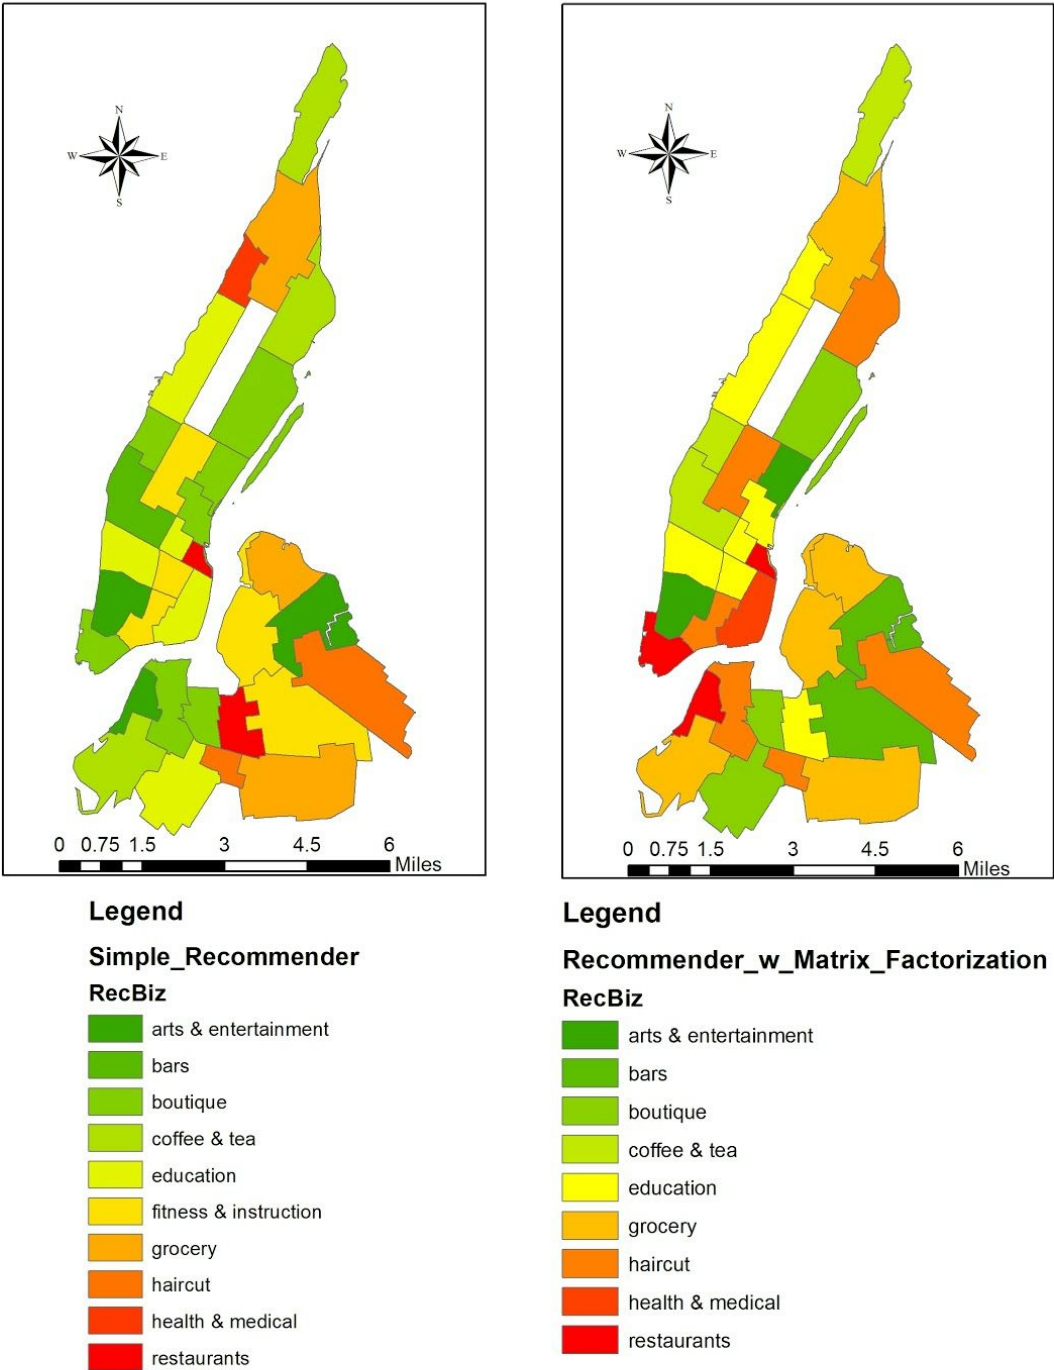 N
W E
S
0 0.75 1.5 3 4.5 6
Miles
Legend
Simple_Recommender
RecBiz
arts & entertainment
bars
boutique
coffee & tea
education
fitness & instruction
grocery
haircut
health & medical
restaurants
N
W E
S
0 0.75 1.5 3 4.5 6
Miles
Legend
Recommender_w_Matrix_Factorization
RecBiz
arts & entertainment
bars
boutique
coffee & tea
education
grocery
haircut
health & medical
restaurants